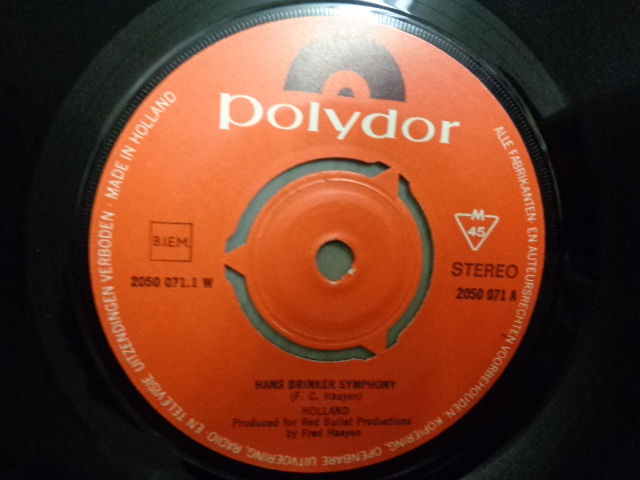 polydor
ALLE FABRIKANTEN- EN AUTEURSRECHTEN VOORBEHOUDEN. KOPIERING, OPENBARE UITVOERING, RADIO- EN TELEVISIE UITZENDINGEN VERBODEN · MADE IN HOLLAND
B.I.E.M.
M
45
STEREO
2050 071.1 W
2050 071 A
HANS BRINKER SYMPHONY
(F. C. Haayen)
HOLLAND
Produced for Red Bullet Productions
by Fred Haayen